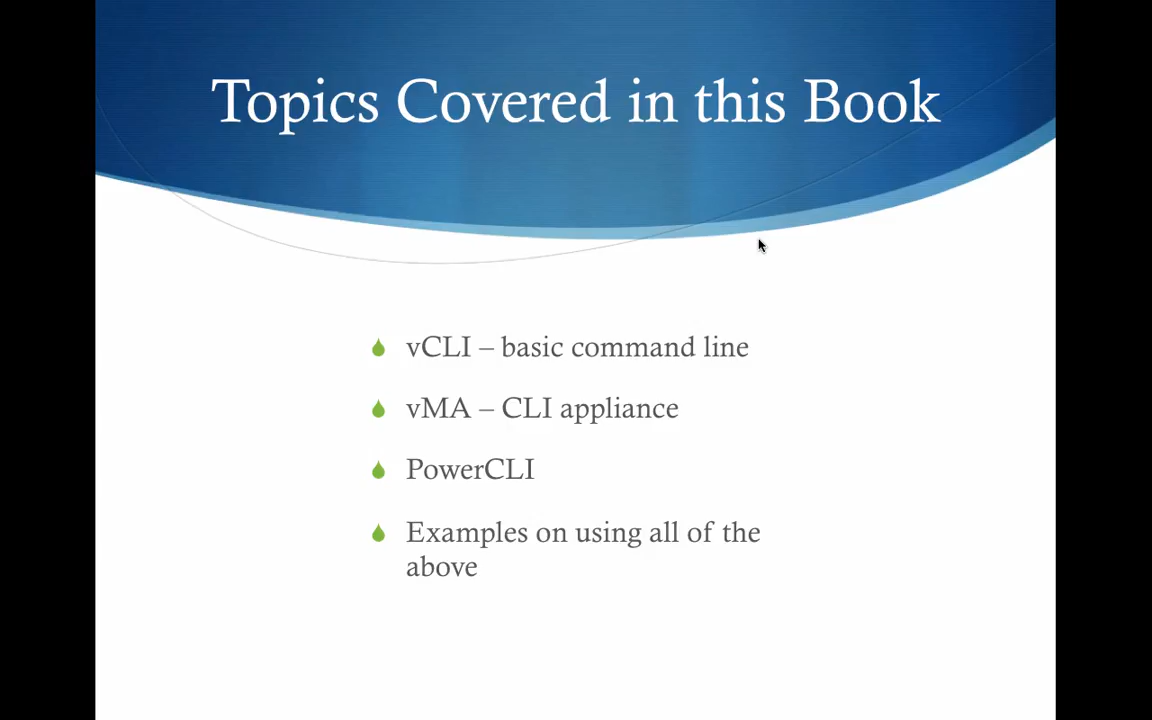 Topics Covered in this Book
vCLI – basic command line
vMA – CLI appliance
PowerCLI
Examples on using all of the
above